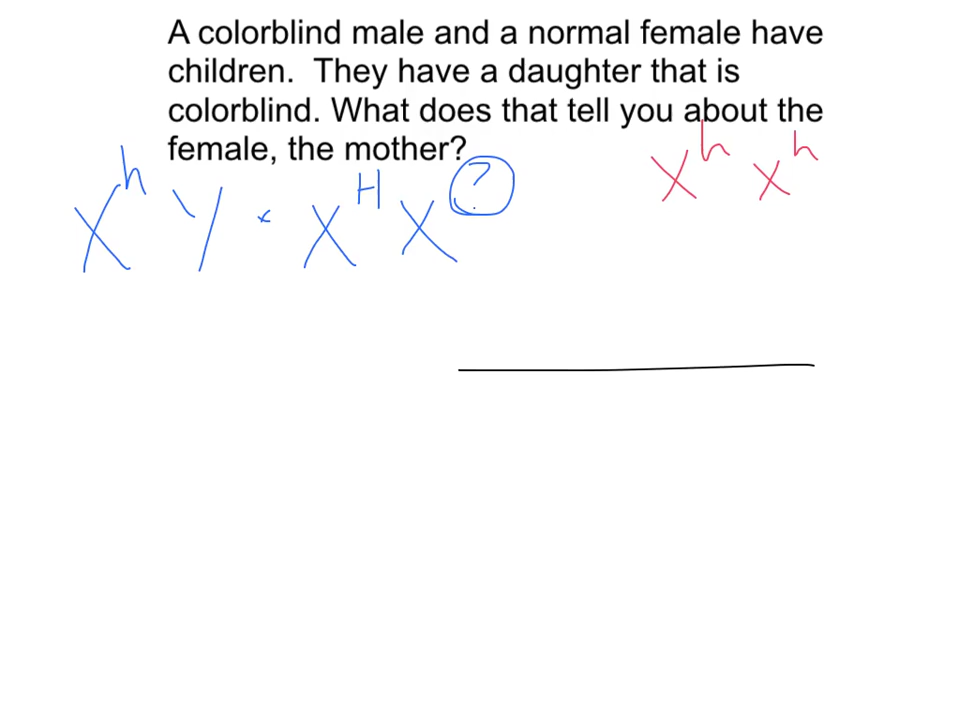 A colorblind male and a normal female have
children. They have a daughter that is
colorblind. What does that tell you about the
female, the mother?
X^h X^h
X^h Y × X^H X^?